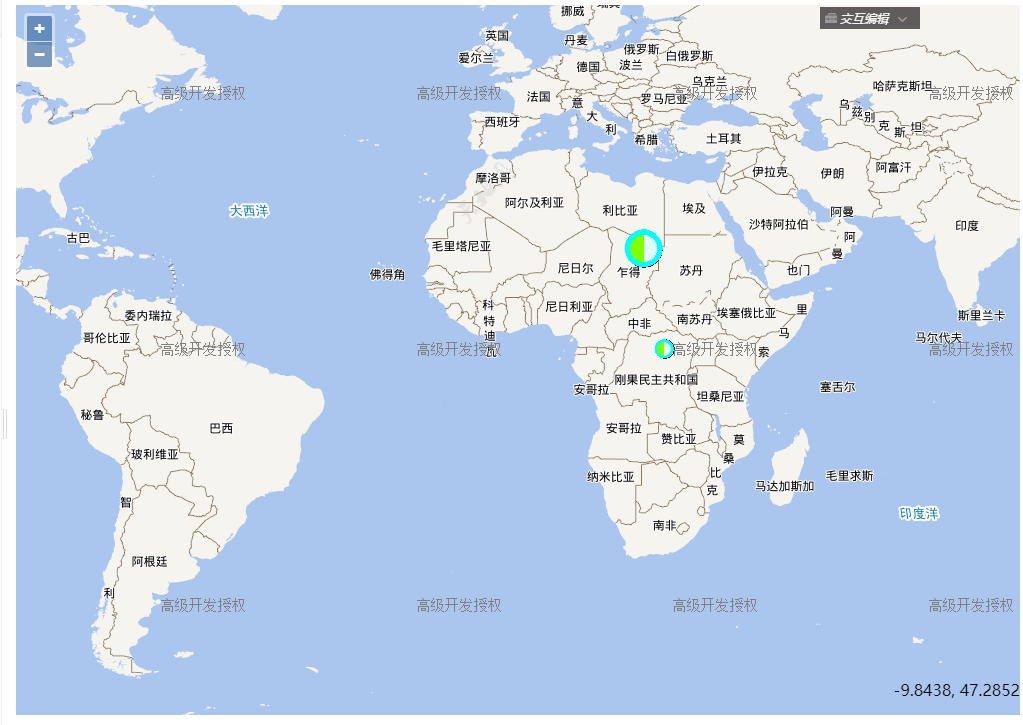 +
−
交互编辑
挪威
英国
丹麦
爱尔兰
俄罗斯
白俄罗斯
德国
波兰
乌克兰
哈萨克斯坦
高级开发授权
高级开发授权
高级开发授权
高级开发授权
法国
意大利
罗马尼亚
乌兹别克斯坦
西班牙
希腊
土耳其
伊拉克
伊朗
阿富汗
摩洛哥
阿尔及利亚
利比亚
埃及
大西洋
沙特阿拉伯
阿曼
印度
古巴
毛里塔尼亚
阿曼
佛得角
尼日尔
乍得
苏丹
也门
委内瑞拉
科特迪瓦
尼日利亚
中非
南苏丹
埃塞俄比亚
索马里
斯里兰卡
哥伦比亚
马尔代夫
高级开发授权
高级开发授权
高级开发授权
高级开发授权
安哥拉
刚果民主共和国
塞舌尔
坦桑尼亚
秘鲁
巴西
安哥拉
赞比亚
莫桑比克
玻利维亚
纳米比亚
马达加斯加
毛里求斯
智利
印度洋
南非
阿根廷
高级开发授权
高级开发授权
高级开发授权
高级开发授权
-9.8438, 47.2852